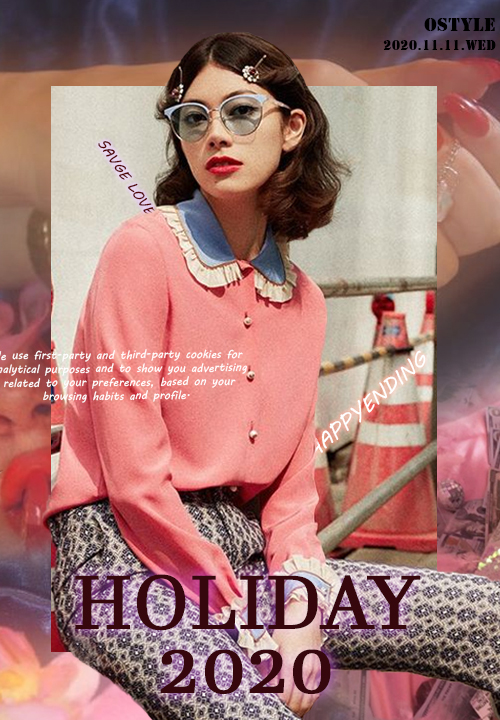 OSTYLE
2020.11.11.WED
SAVGE LOVE
use first-party and third-party cookies for
analytical purposes and to show you advertising
related to your preferences, based on your
browsing habits and profile.
HAPPYENDING
HOLIDAY
2020